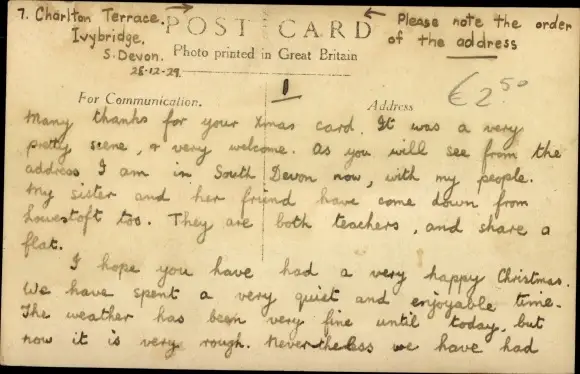 7. Charlton Terrace. → POST CARD ← Please note the order
Ivybridge. of the address
S. Devon. Photo printed in Great Britain
28-12-29.
1
€2 50
For Communication. Address
Many thanks for your Xmas card. It was a very
pretty scene, & very welcome. As you will see from the
address I am in South Devon now, with my people.
My sister and her friend have come down from
Lowestoft too. They are both teachers, and share a
flat.
I hope you have had a very happy Christmas.
We have spent a very quiet and enjoyable time.
The weather has been very fine until today, but
now it is very rough. Nevertheless we have had